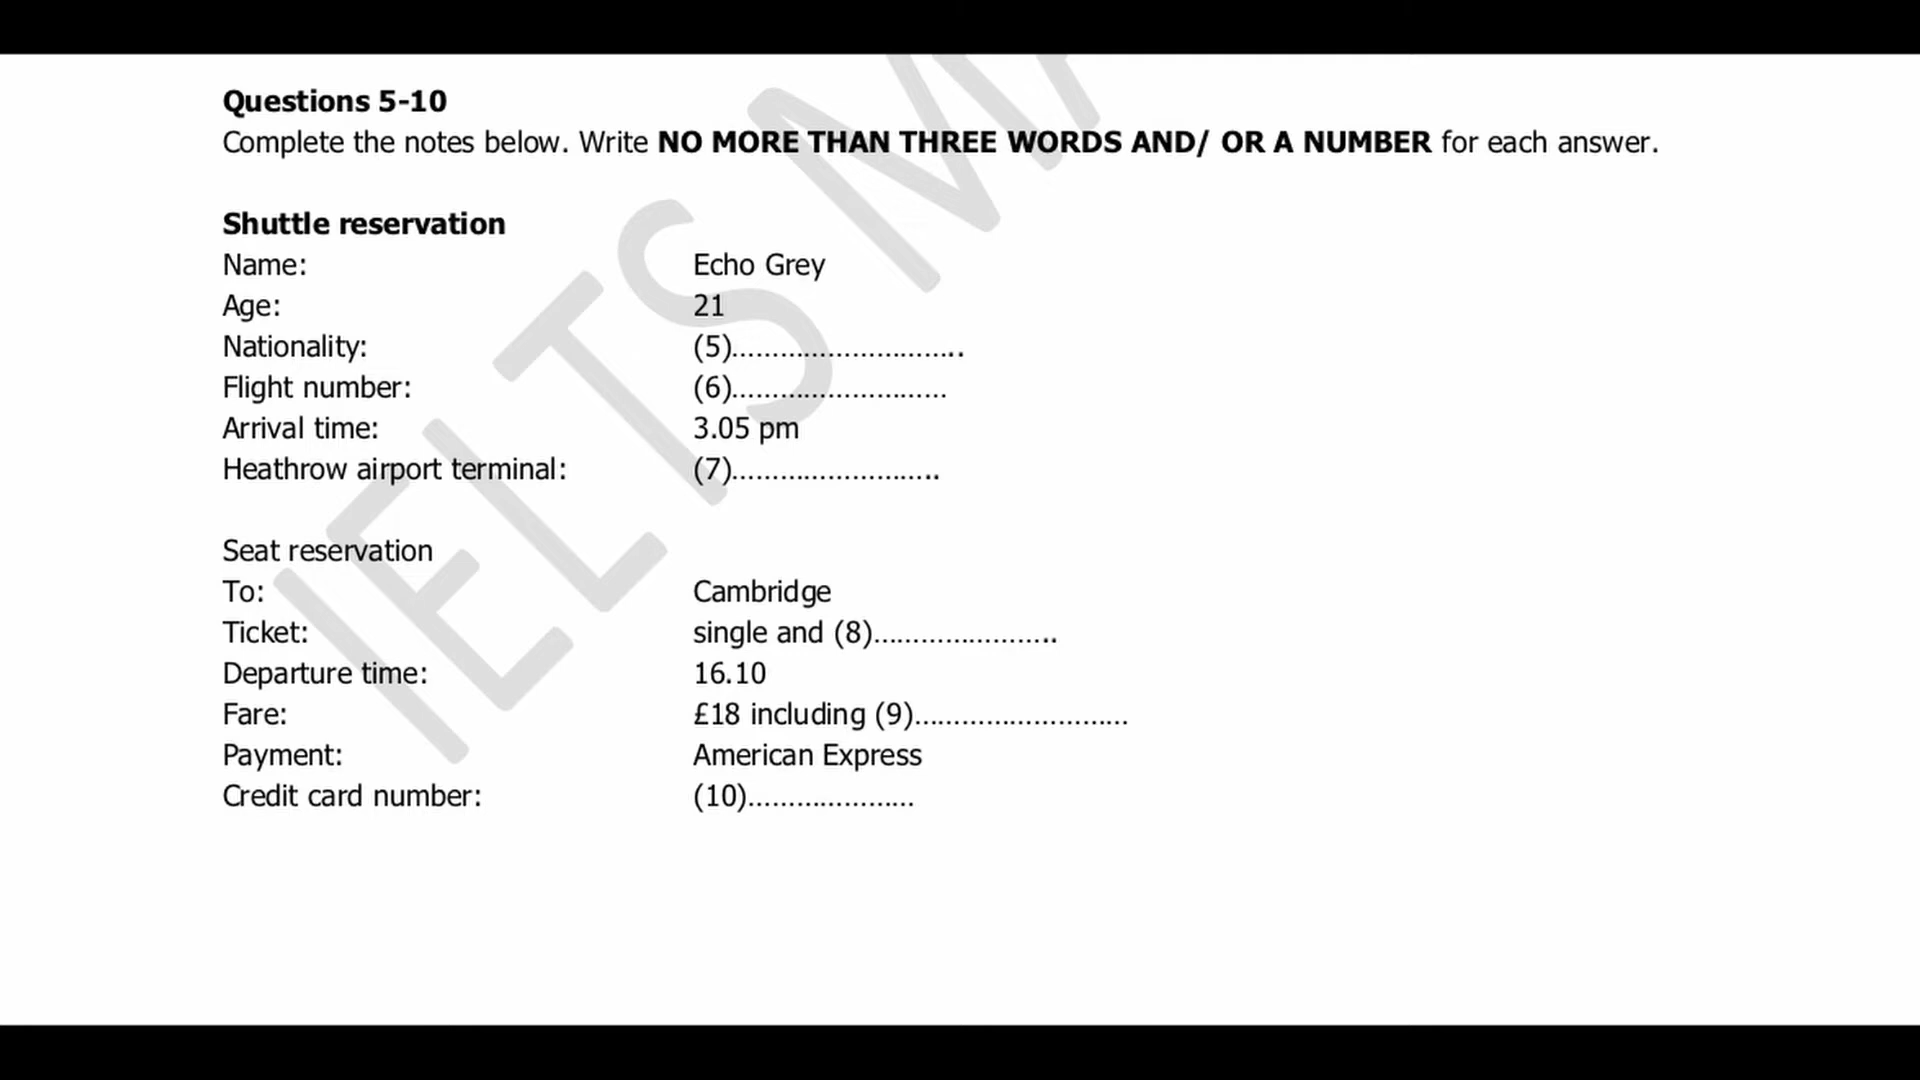 Questions 5-10
Complete the notes below. Write NO MORE THAN THREE WORDS AND/ OR A NUMBER for each answer.
Shuttle reservation
Name: Echo Grey
Age: 21
Nationality: (5)..............................
Flight number: (6)............................
Arrival time: 3.05 pm
Heathrow airport terminal: (7)...........................
Seat reservation
To: Cambridge
Ticket: single and (8)........................
Departure time: 16.10
Fare: £18 including (9)............................
Payment: American Express
Credit card number: (10).....................
IELTS